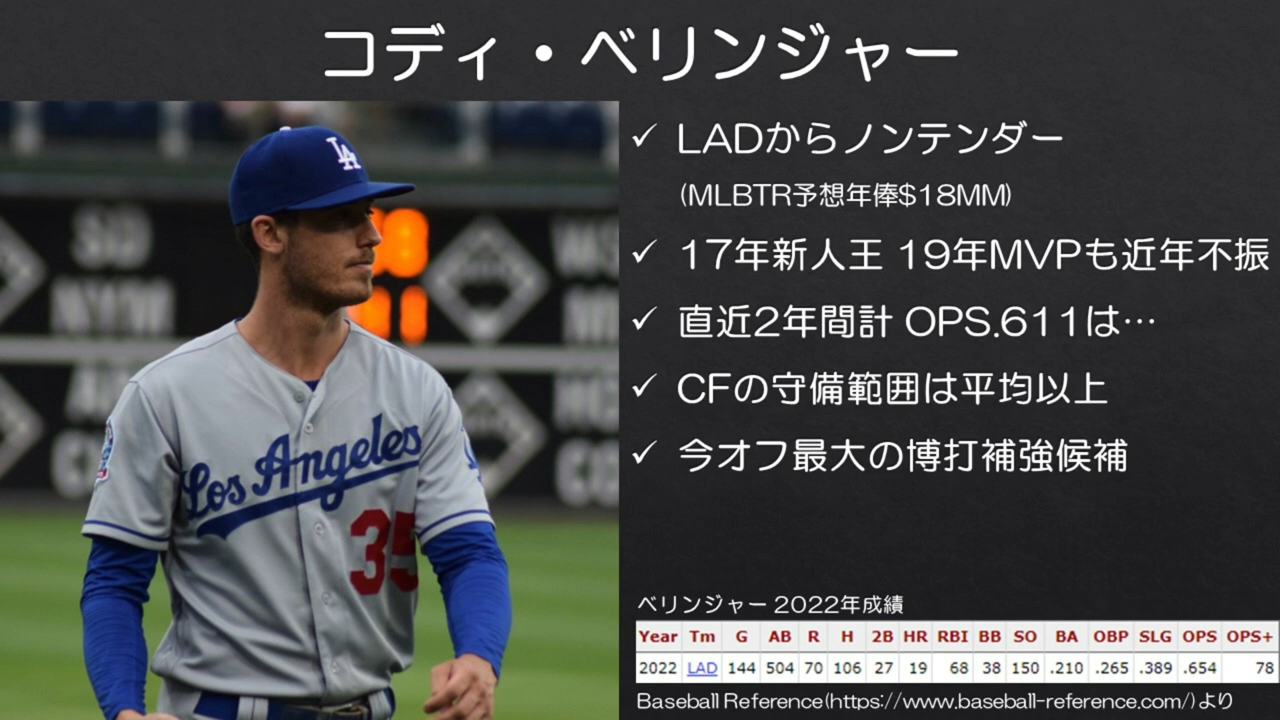 コディ・ベリンジャー
✓ LADからノンテンダー
(MLBTR予想年俸$18MM)
✓ 17年新人王 19年MVPも近年不振
✓ 直近2年間計 OPS.611は…
✓ CFの守備範囲は平均以上
✓ 今オフ最大の博打補強候補
LA
Los Angeles
35
SD
NYM
ベリンジャー 2022年成績
Year Tm G AB R H 2B HR RBI BB SO BA OBP SLG OPS OPS+
2022 LAD 144 504 70 106 27 19 68 38 150 .210 .265 .389 .654 78
Baseball Reference(https://www.baseball-reference.com/)より